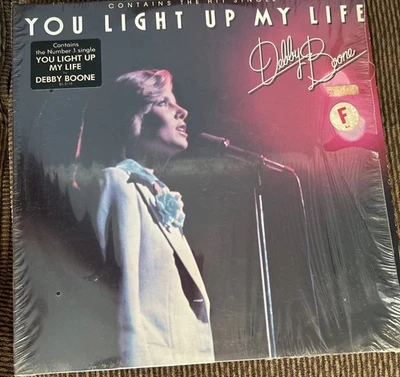 CONTAINS THE HIT SINGLE
YOU LIGHT UP MY LIFE
Contains
the Number 1 single
YOU LIGHT UP
MY LIFE
DEBBY BOONE
Debby Boone
F